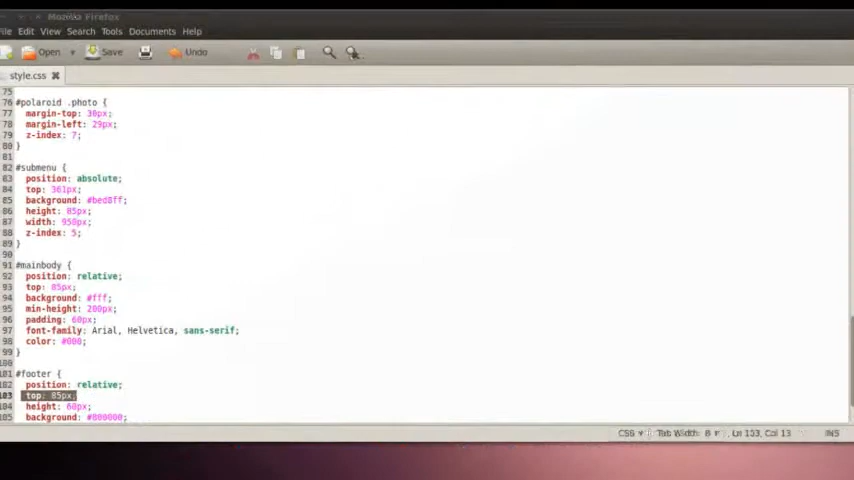 Mozilla Firefox
File Edit View Search Tools Documents Help
Open Save Undo
style.css
75
76 #polaroid .photo {
77 margin-top: 30px;
78 margin-left: 29px;
79 z-index: 7;
80 }
81
82 #submenu {
83 position: absolute;
84 top: 361px;
85 background: #bed8ff;
86 height: 85px;
87 width: 950px;
88 z-index: 5;
89 }
90
91 #mainbody {
92 position: relative;
93 top: 85px;
94 background: #fff;
95 min-height: 200px;
96 padding: 60px;
97 font-family: Arial, Helvetica, sans-serif;
98 color: #000;
99 }
100
101 #footer {
102 position: relative;
103 top: 85px;
104 height: 60px;
105 background: #800000;
CSS Tab Width: 8 Ln 103, Col 13 INS